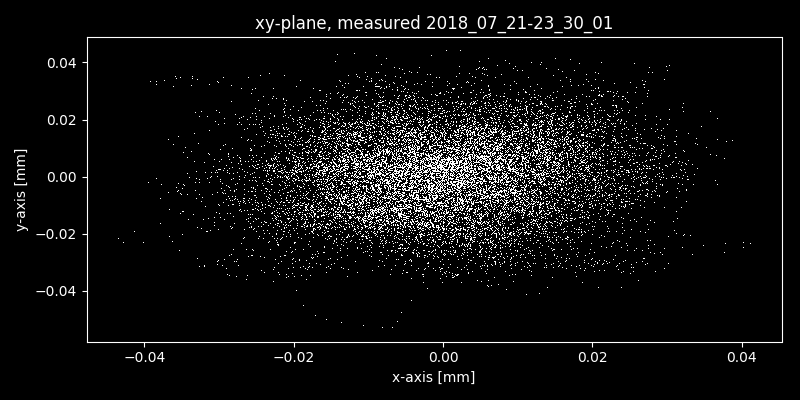 xy-plane, measured 2018_07_21-23_30_01
0.04
0.02
0.00
−0.02
−0.04
y-axis [mm]
−0.04 −0.02 0.00 0.02 0.04
x-axis [mm]